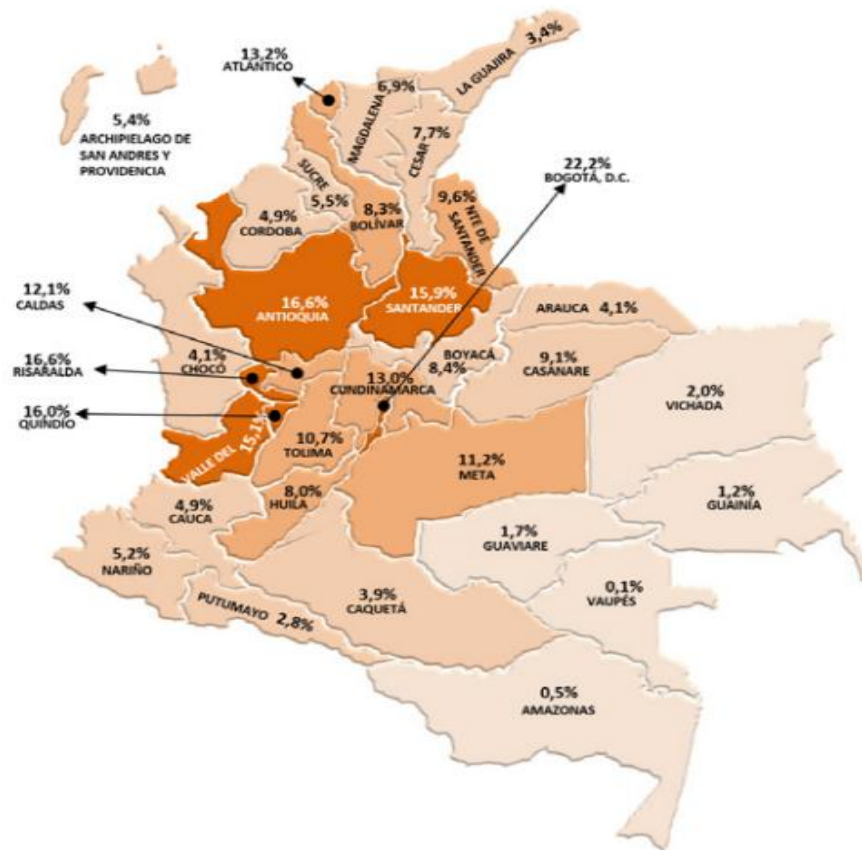 3,4%
LA GUAJIRA
13,2%
ATLÁNTICO
6,9%
MAGDALENA
5,4%
ARCHIPIELAGO DE
SAN ANDRES Y
PROVIDENCIA
7,7%
CESAR
22,2%
BOGOTÁ, D.C.
SUCRE
5,5%
9,6%
NTE DE
SANTANDER
4,9%
CORDOBA
8,3%
BOLÍVAR
12,1%
CALDAS
16,6%
ANTIOQUIA
15,9%
SANTANDER
ARAUCA 4,1%
4,1%
CHOCÓ
16,6%
RISARALDA
BOYACÁ
8,4%
9,1%
CASANARE
13,0%
CUNDINAMARCA
2,0%
VICHADA
16,0%
QUINDÍO
VALLE DEL
15,1%
10,7%
TOLIMA
11,2%
META
4,9%
CAUCA
8,0%
HUILA
1,2%
GUAINÍA
1,7%
GUAVIARE
5,2%
NARIÑO
3,9%
CAQUETÁ
0,1%
VAUPÉS
PUTUMAYO 2,8%
0,5%
AMAZONAS